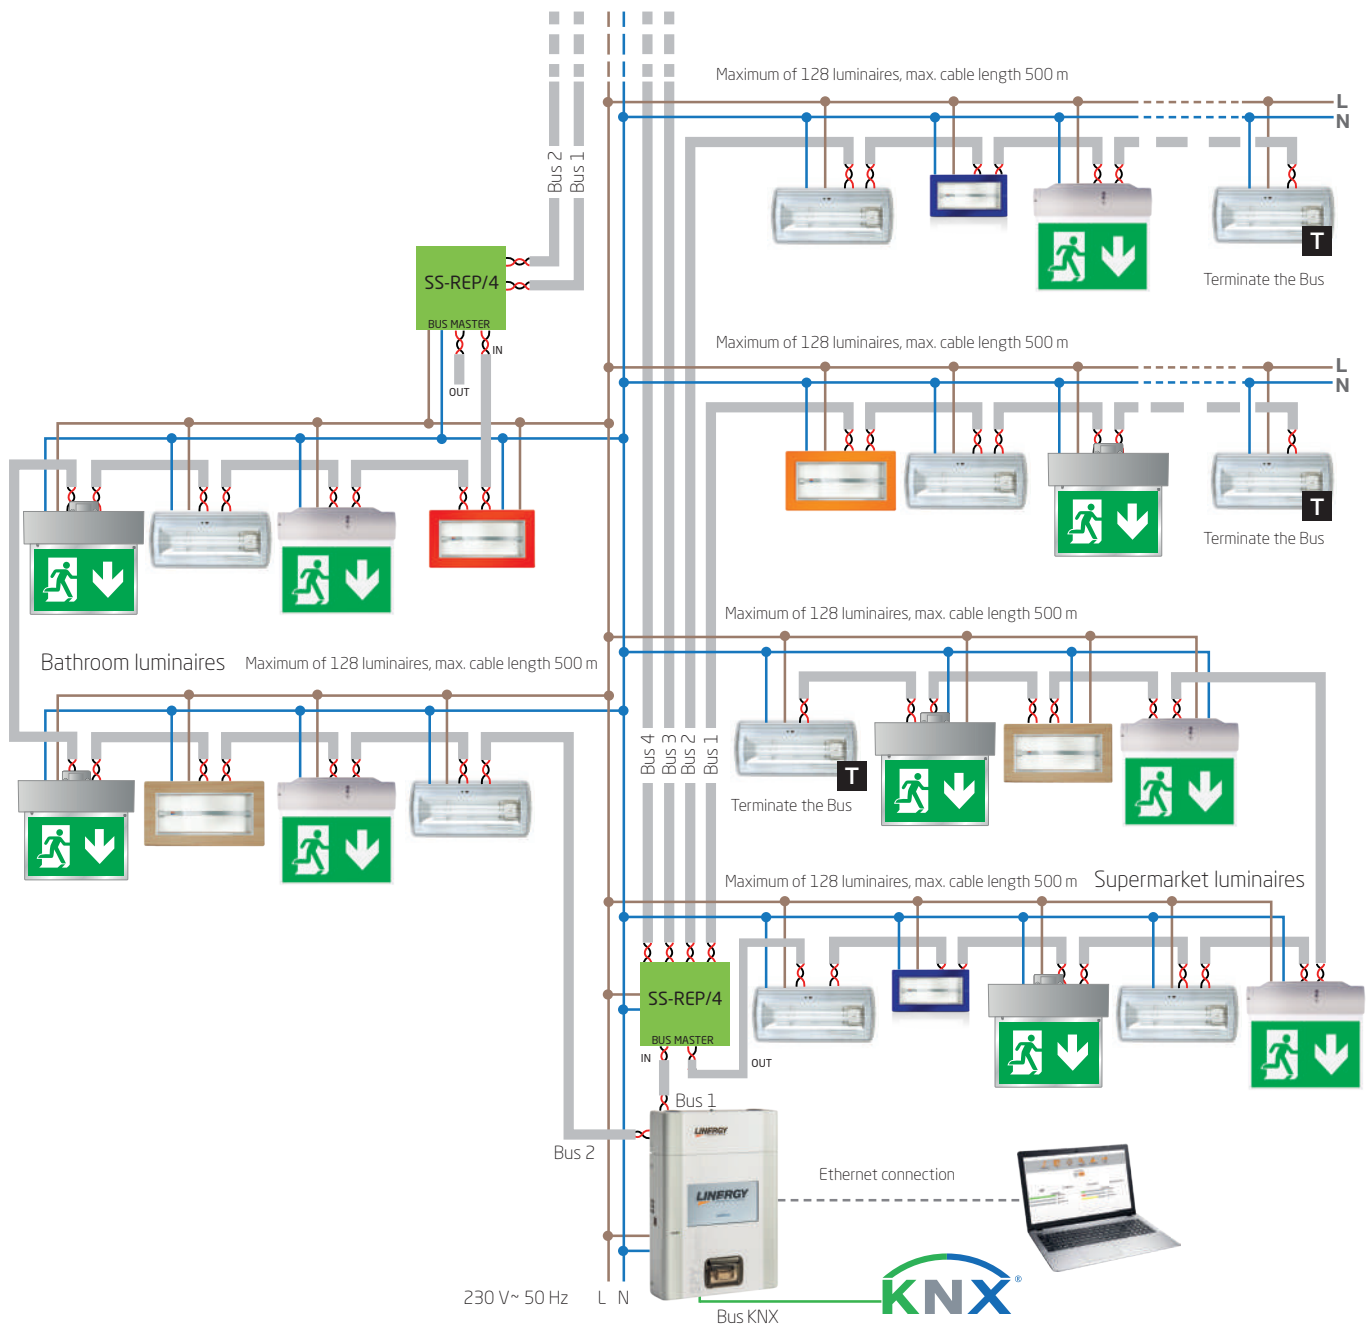 Maximum of 128 luminaires, max. cable length 500 m
L
N
Bus 2
Bus 1
T
SS-REP/4
Terminate the Bus
BUS MASTER
IN
OUT
Maximum of 128 luminaires, max. cable length 500 m
L
N
T
Terminate the Bus
Maximum of 128 luminaires, max. cable length 500 m
Bathroom luminaires
Maximum of 128 luminaires, max. cable length 500 m
Bus 4
Bus 3
Bus 2
Bus 1
T
Terminate the Bus
Maximum of 128 luminaires, max. cable length 500 m
Supermarket luminaires
SS-REP/4
BUS MASTER
IN
OUT
Bus 1
LINERGY
Bus 2
Ethernet connection
LINERGY
230 V~ 50 Hz
L N
KNX®
Bus KNX